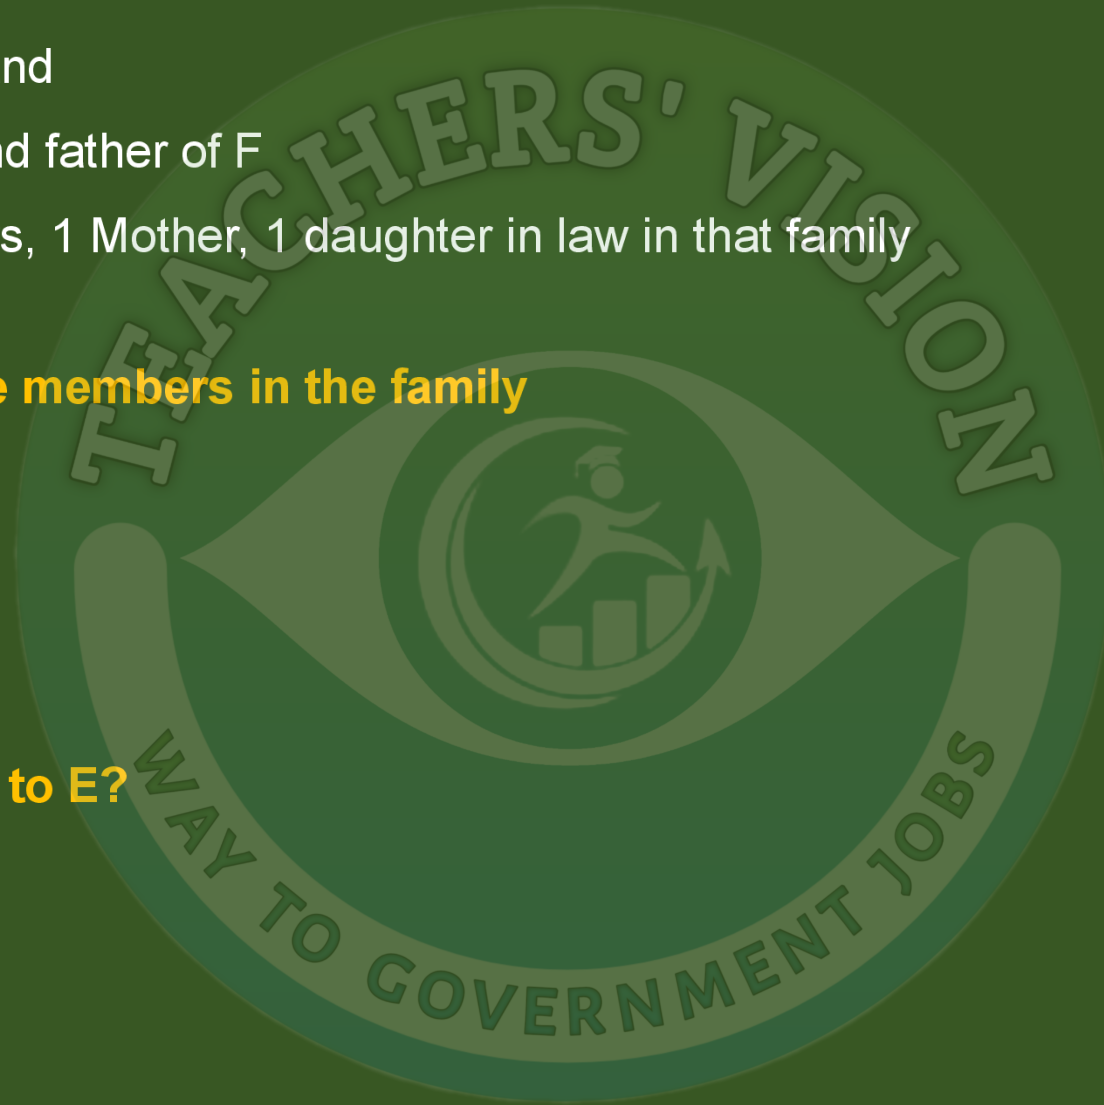 nd
d father of F
s, 1 Mother, 1 daughter in law in that family
e members in the family
to E?
TEACHERS' VISION
WAY TO GOVERNMENT JOBS